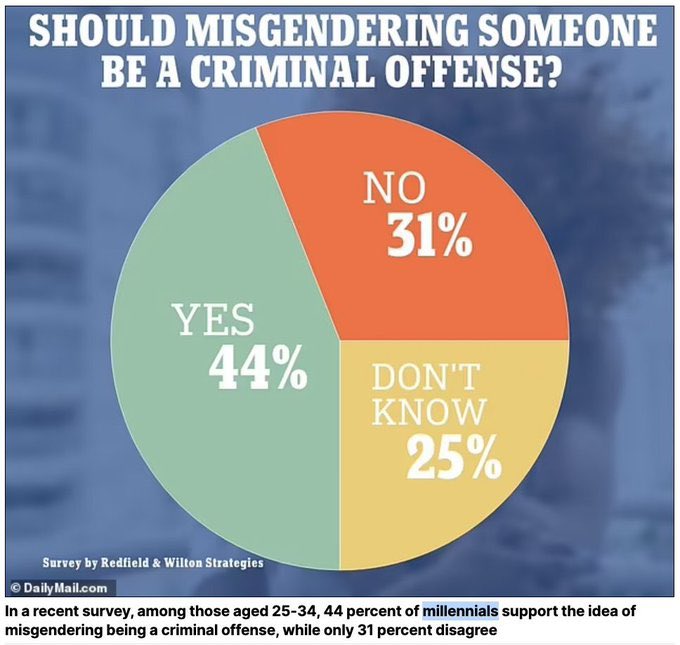 SHOULD MISGENDERING SOMEONE
BE A CRIMINAL OFFENSE?
NO
31%
YES
44%
DON'T
KNOW
25%
Survey by Redfield & Wilton Strategies
© DailyMail.com
In a recent survey, among those aged 25-34, 44 percent of millennials support the idea of
misgendering being a criminal offense, while only 31 percent disagree